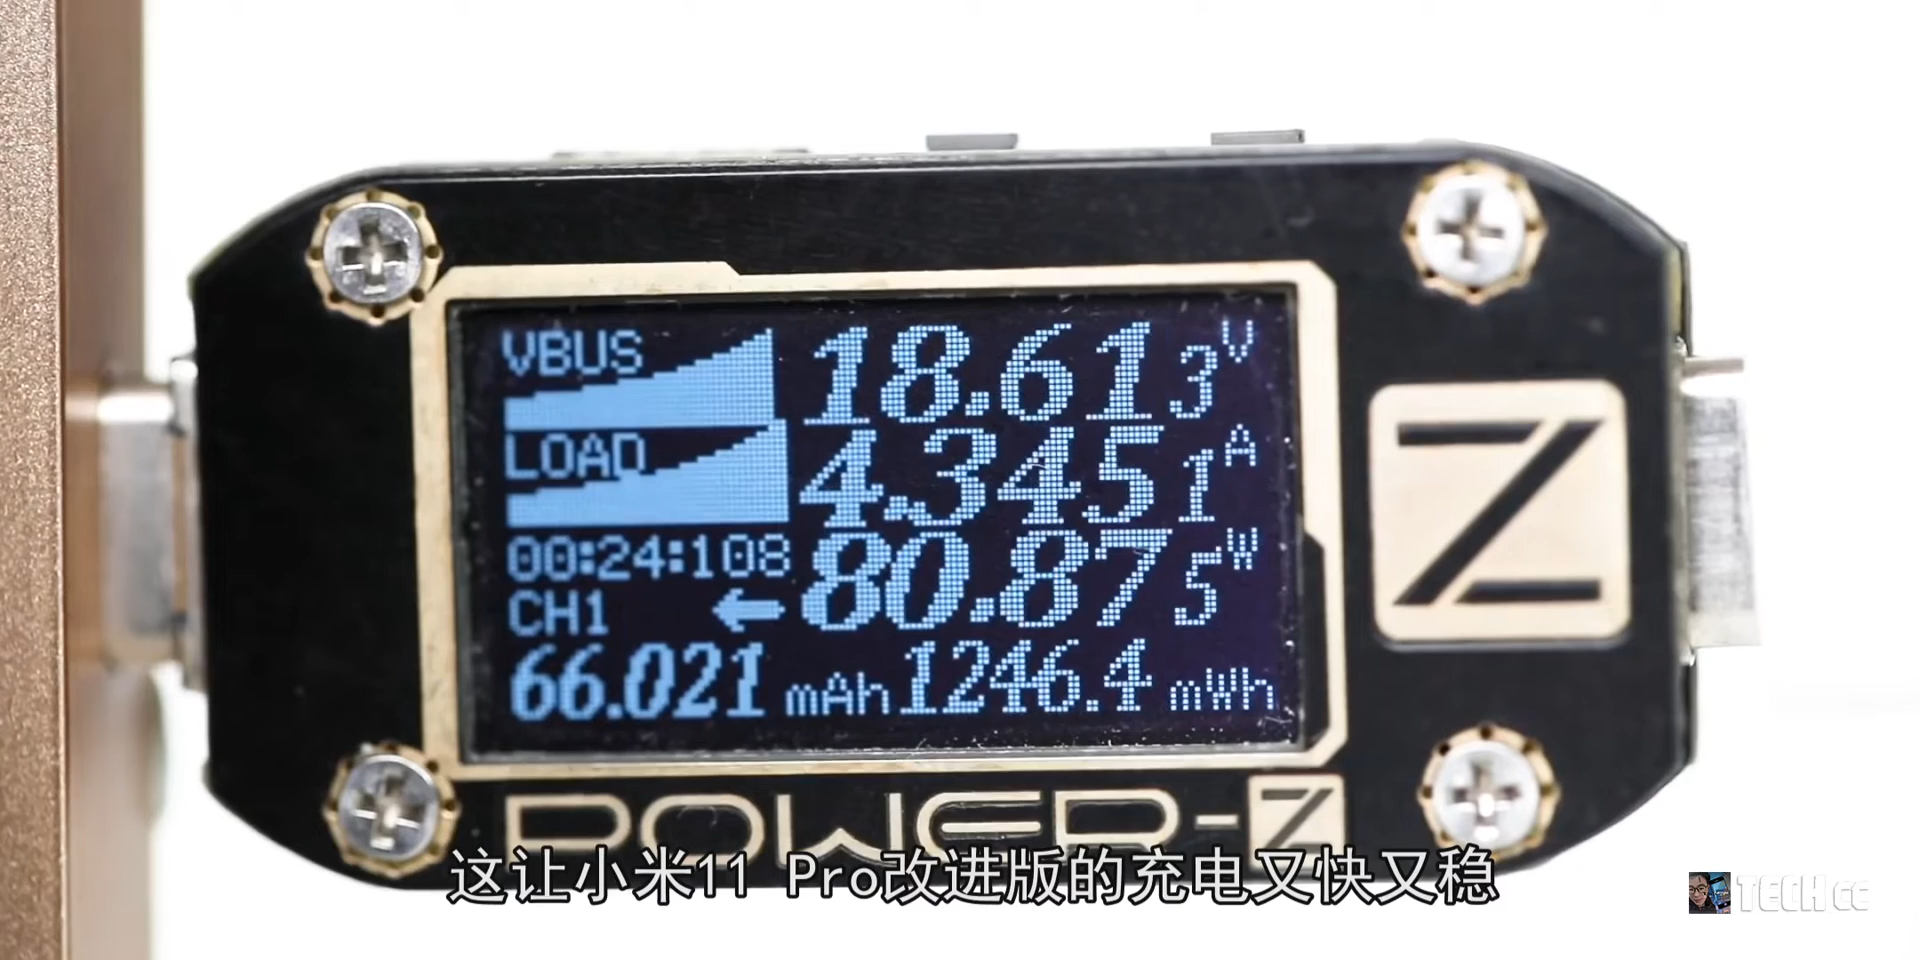 VBUS 18.613V
LOAD 4.3451A
00:24:108 80.875W
CH1 ←
66.021 mAh 1246.4 mWh
Z
POWER-Z
这让小米11 Pro改进版的充电又快又稳
TECH CE